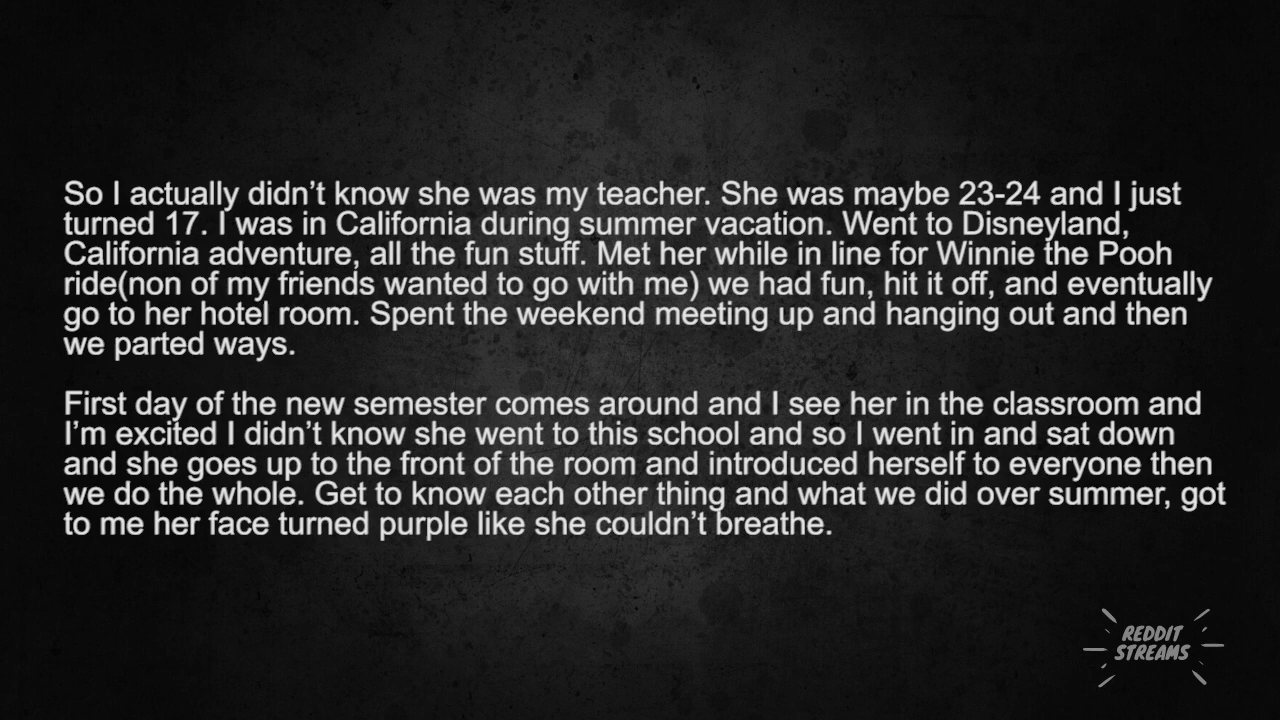 So I actually didn’t know she was my teacher. She was maybe 23-24 and I just
turned 17. I was in California during summer vacation. Went to Disneyland,
California adventure, all the fun stuff. Met her while in line for Winnie the Pooh
ride(non of my friends wanted to go with me) we had fun, hit it off, and eventually
go to her hotel room. Spent the weekend meeting up and hanging out and then
we parted ways.
First day of the new semester comes around and I see her in the classroom and
I’m excited I didn’t know she went to this school and so I went in and sat down
and she goes up to the front of the room and introduced herself to everyone then
we do the whole. Get to know each other thing and what we did over summer, got
to me her face turned purple like she couldn’t breathe.
REDDIT
STREAMS